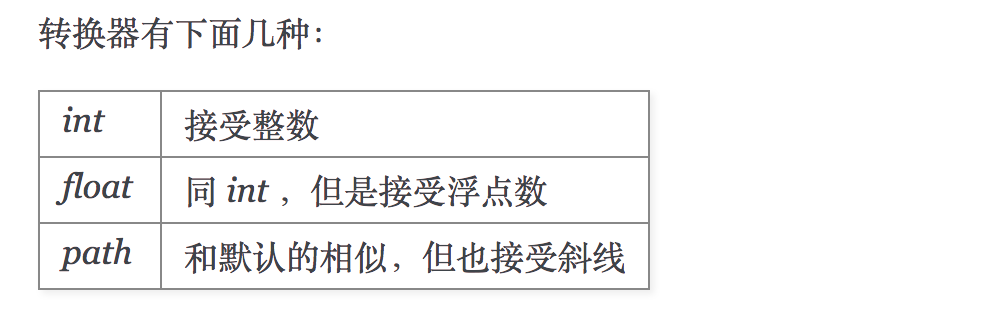 转换器有下面几种：
int 接受整数
float 同 int ，但是接受浮点数
path 和默认的相似，但也接受斜线